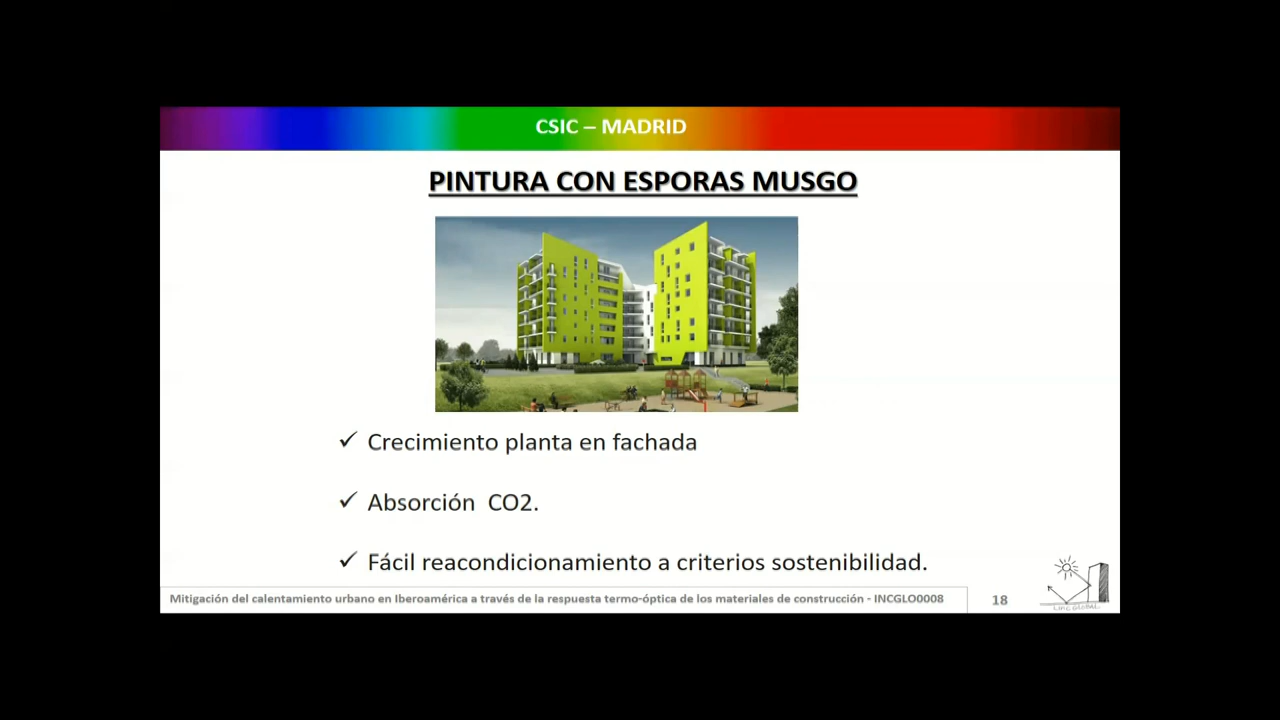 CSIC – MADRID
PINTURA CON ESPORAS MUSGO
✓ Crecimiento planta en fachada
✓ Absorción CO2.
✓ Fácil reacondicionamiento a criterios sostenibilidad.
Mitigación del calentamiento urbano en Iberoamérica a través de la respuesta termo-óptica de los materiales de construcción - INCGLO0008
18